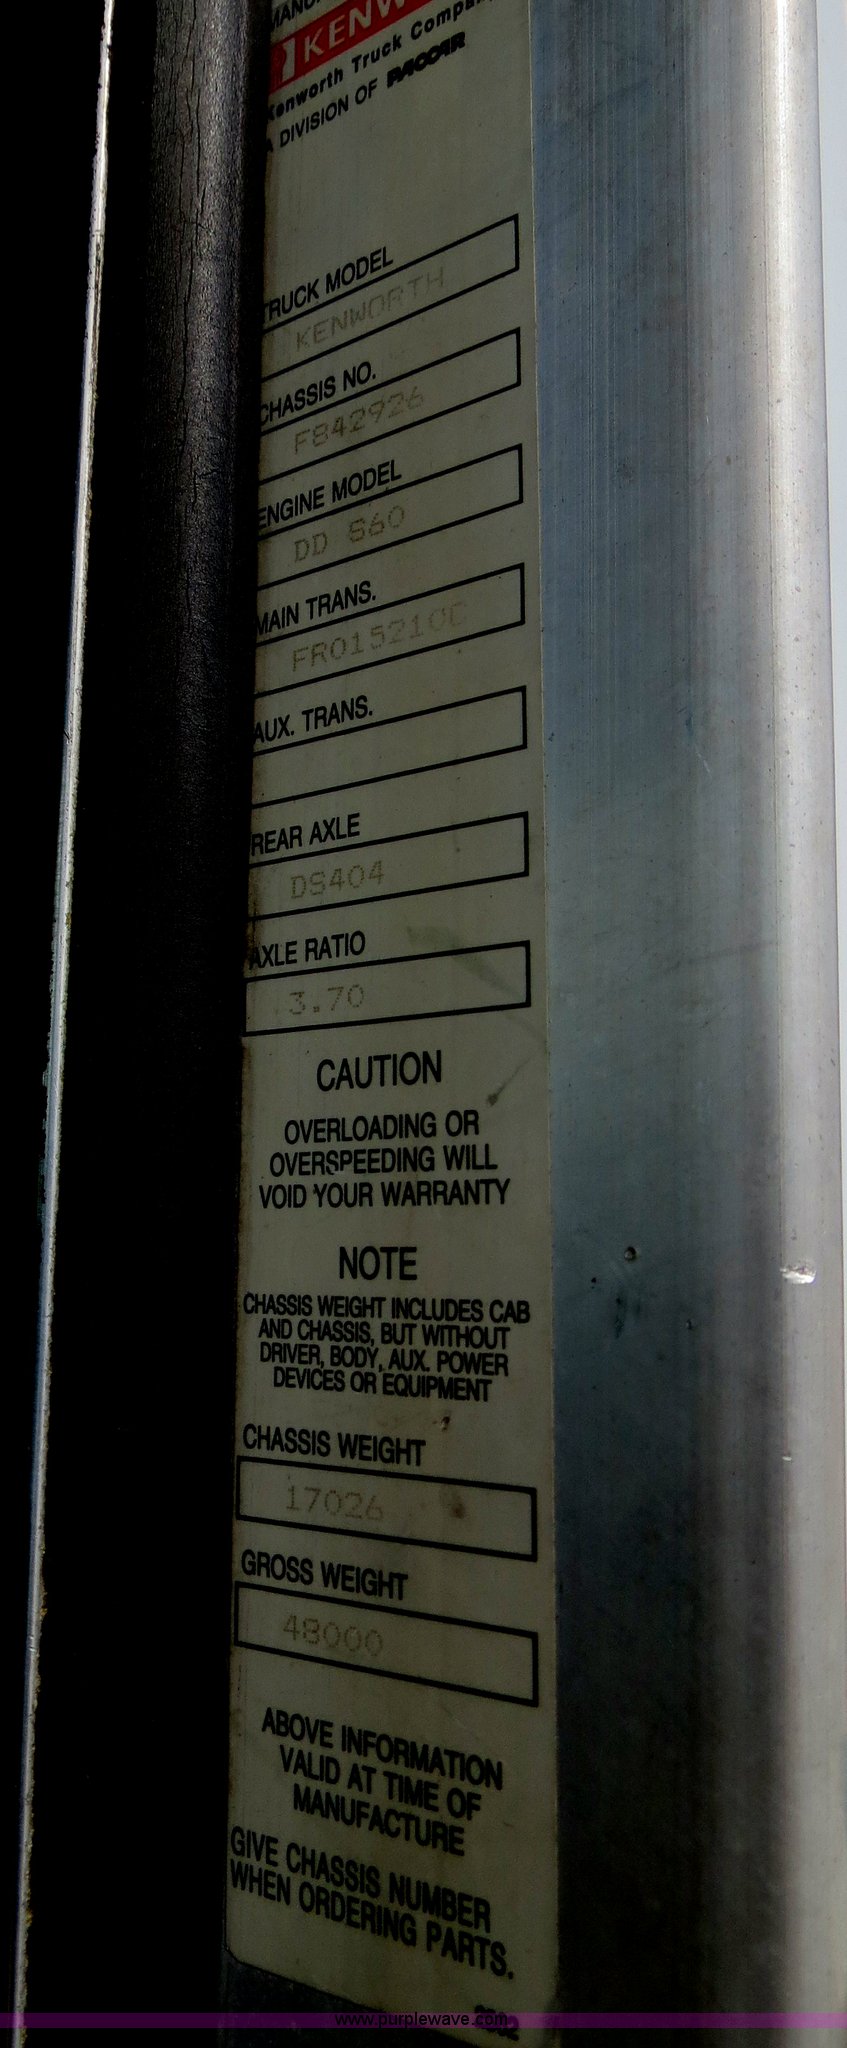 KENW
Kenworth Truck Compan
A DIVISION OF PACCAR
TRUCK MODEL
KENWORTH
CHASSIS NO.
F842926
ENGINE MODEL
DD S60
MAIN TRANS.
FRO15210C
AUX. TRANS.
REAR AXLE
DS404
AXLE RATIO
3.70
CAUTION
OVERLOADING OR
OVERSPEEDING WILL
VOID YOUR WARRANTY
NOTE
CHASSIS WEIGHT INCLUDES CAB
AND CHASSIS, BUT WITHOUT
DRIVER, BODY, AUX. POWER
DEVICES OR EQUIPMENT
CHASSIS WEIGHT
17026
GROSS WEIGHT
48000
ABOVE INFORMATION
VALID AT TIME OF
MANUFACTURE
GIVE CHASSIS NUMBER
WHEN ORDERING PARTS.
www.purplewave.com